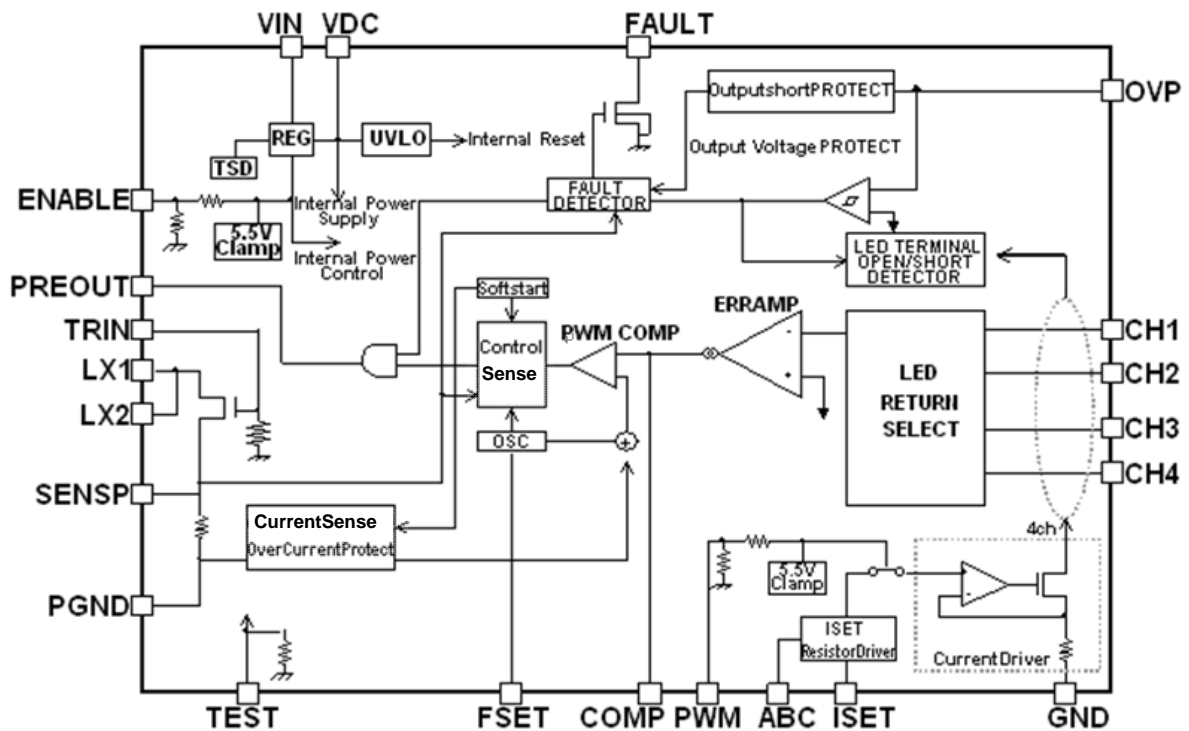 VIN VDC FAULT
OutputshortPROTECT
OVP
REG
UVLO
Internal Reset
Output Voltage PROTECT
TSD
FAULT
DETECTOR
ENABLE
Internal Power
Supply
5.5V
Clamp
LED TERMINAL
OPEN/SHORT
DETECTOR
Internal Power
Control
PREOUT
Softstart
ERRAMP
TRIN
PWM COMP
CH1
Control
Sense
-
+
LX1
LED
RETURN
SELECT
CH2
LX2
CH3
OSC
+
CH4
SENSP
CurrentSense
OverCurrentProtect
4ch
5.5V
Clamp
+
-
PGND
ISET
ResistorDriver
CurrentDriver
TEST FSET COMP PWM ABC ISET GND